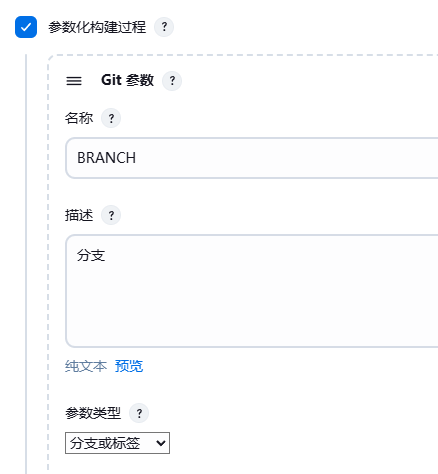 参数化构建过程 ?
Git 参数 ?
名称 ?
BRANCH
描述 ?
分支
纯文本 预览
参数类型 ?
分支或标签